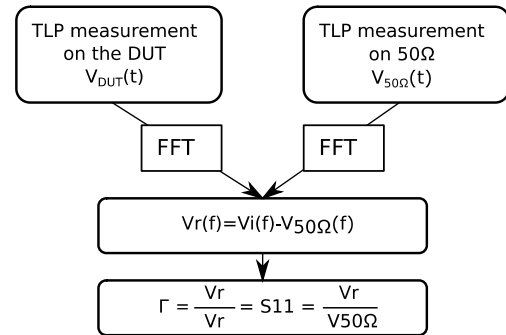 TLP measurement
on the DUT
V_DUT(t)
TLP measurement
on 50Ω
V_50Ω(t)
FFT
FFT
Vr(f)=Vi(f)-V50Ω(f)
Γ = Vr/Vr = S11 = Vr/V50Ω